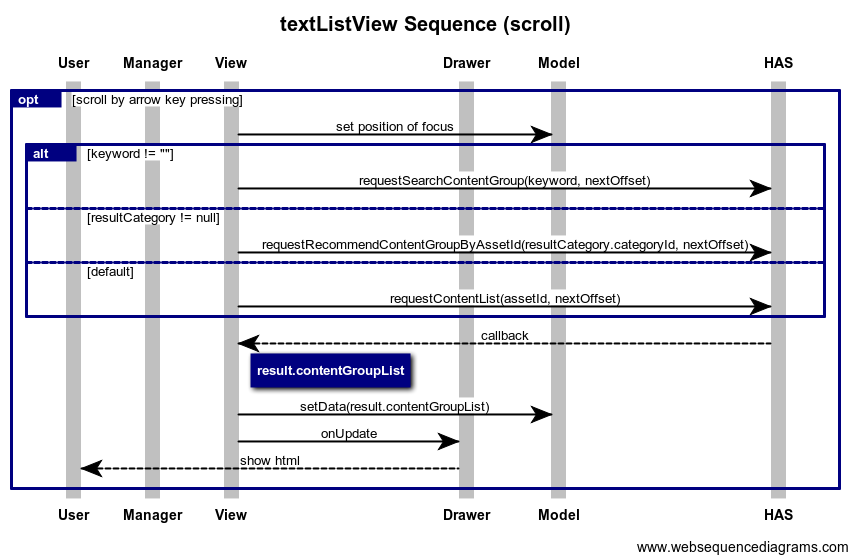 textListView Sequence (scroll)
User Manager View Drawer Model HAS
opt [scroll by arrow key pressing]
set position of focus
alt [keyword != ""]
requestSearchContentGroup(keyword, nextOffset)
[resultCategory != null]
requestRecommendContentGroupByAssetId(resultCategory.categoryId, nextOffset)
[default]
requestContentList(assetId, nextOffset)
callback
result.contentGroupList
setData(result.contentGroupList)
onUpdate
show html
User Manager View Drawer Model HAS
www.websequencediagrams.com